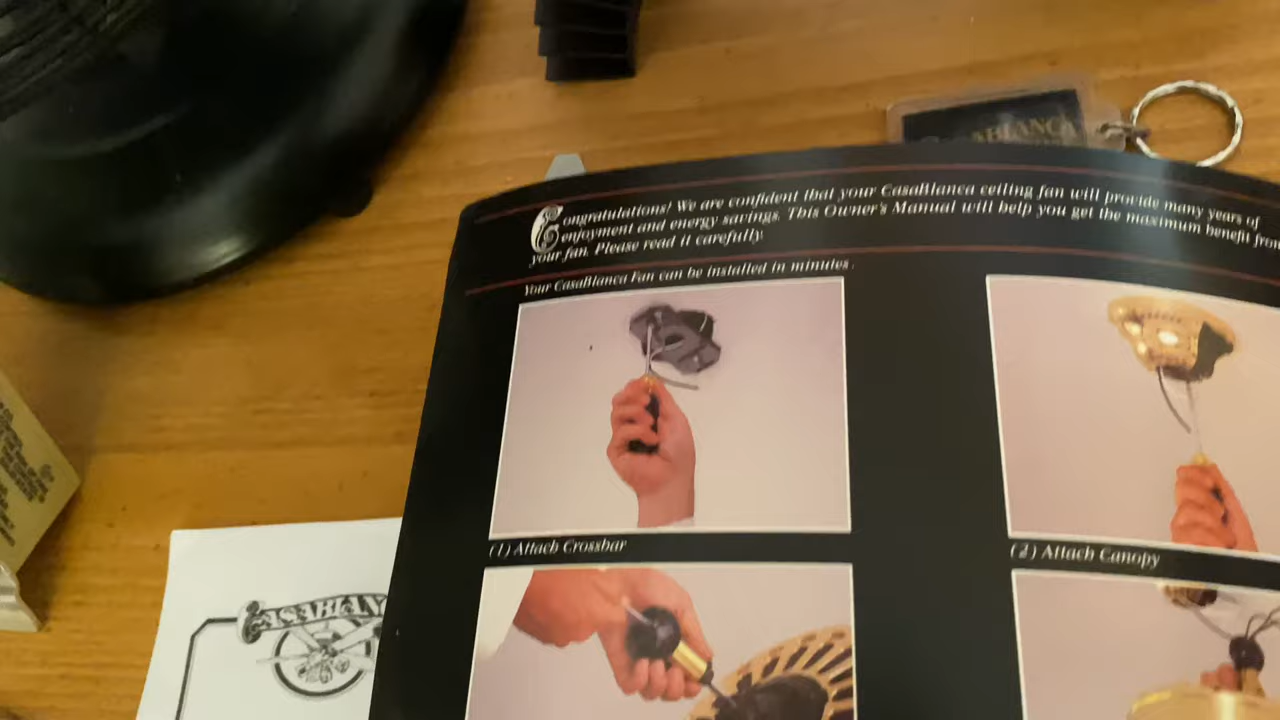 CASABLANCA
Congratulations! We are confident that your CasaBlanca ceiling fan will provide many years of
enjoyment and energy savings. This Owner's Manual will help you get the maximum benefit from
your fan. Please read it carefully.
Your CasaBlanca Fan can be installed in minutes.
(1) Attach Crossbar
(2) Attach Canopy
CASABLANC